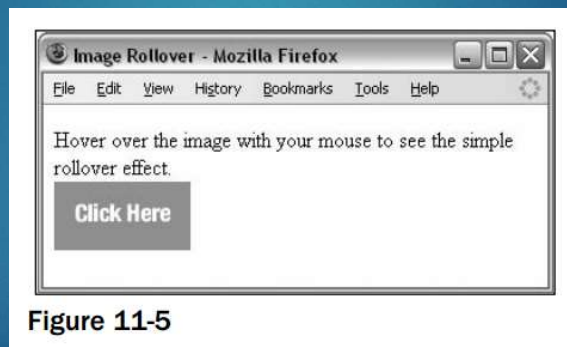 Image Rollover - Mozilla Firefox
File Edit View History Bookmarks Tools Help
Hover over the image with your mouse to see the simple
rollover effect.
Click Here
Figure 11-5